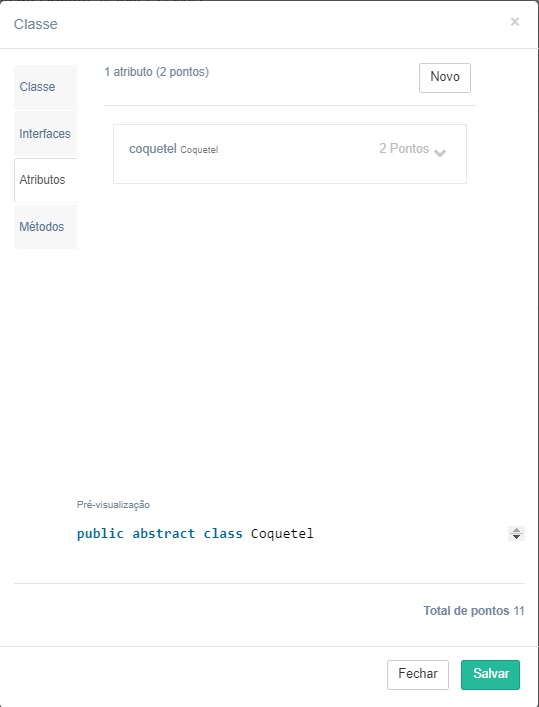 Classe ×
Classe
Interfaces
Atributos
Métodos
1 atributo (2 pontos) Novo
coquetel Coquetel 2 Pontos
Pré-visualização
public abstract class Coquetel
Total de pontos 11
Fechar Salvar